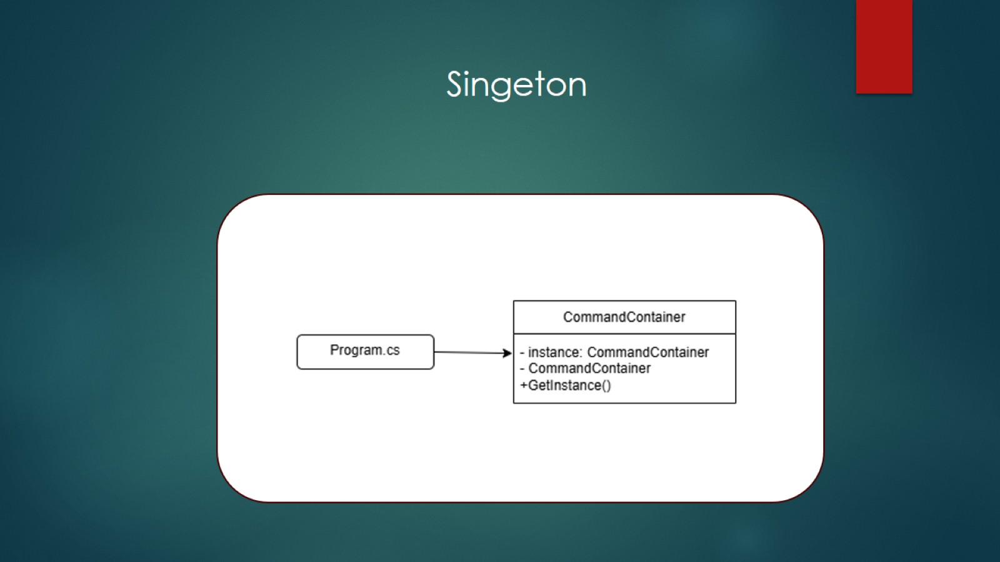 Singeton
Program.cs
CommandContainer
- instance: CommandContainer
- CommandContainer
+GetInstance()